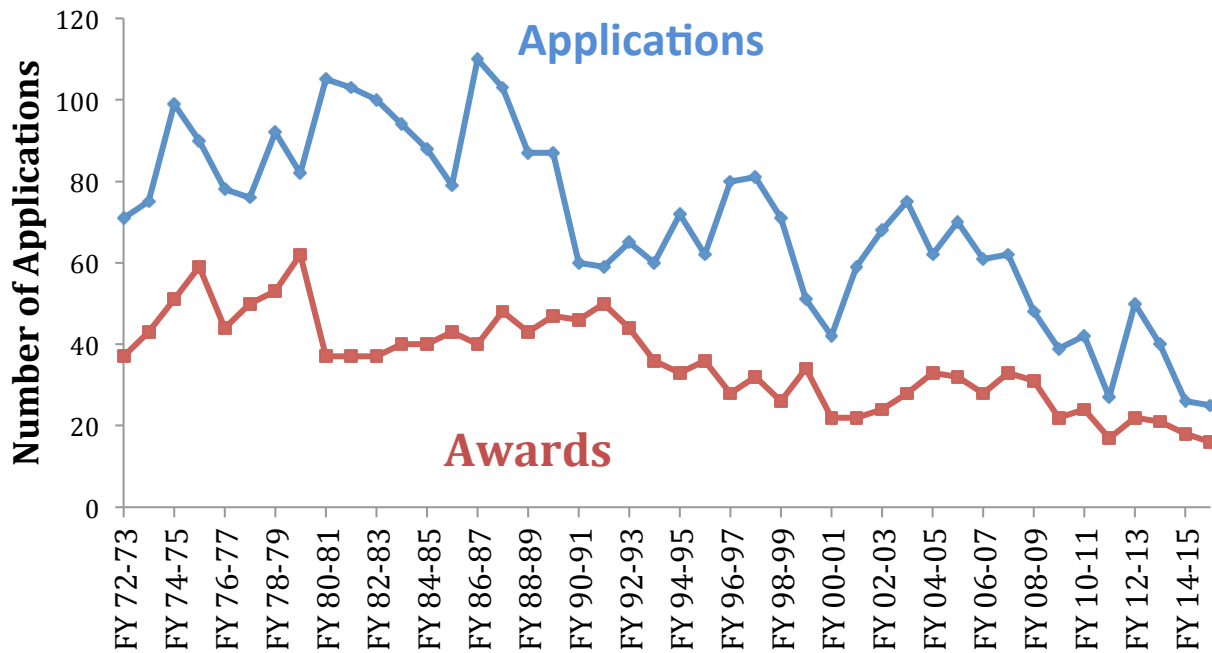 Applications
Number of Applications
120
100
80
60
40
20
0
Awards
FY 72-73
FY 74-75
FY 76-77
FY 78-79
FY 80-81
FY 82-83
FY 84-85
FY 86-87
FY 88-89
FY 90-91
FY 92-93
FY 94-95
FY 96-97
FY 98-99
FY 00-01
FY 02-03
FY 04-05
FY 06-07
FY 08-09
FY 10-11
FY 12-13
FY 14-15